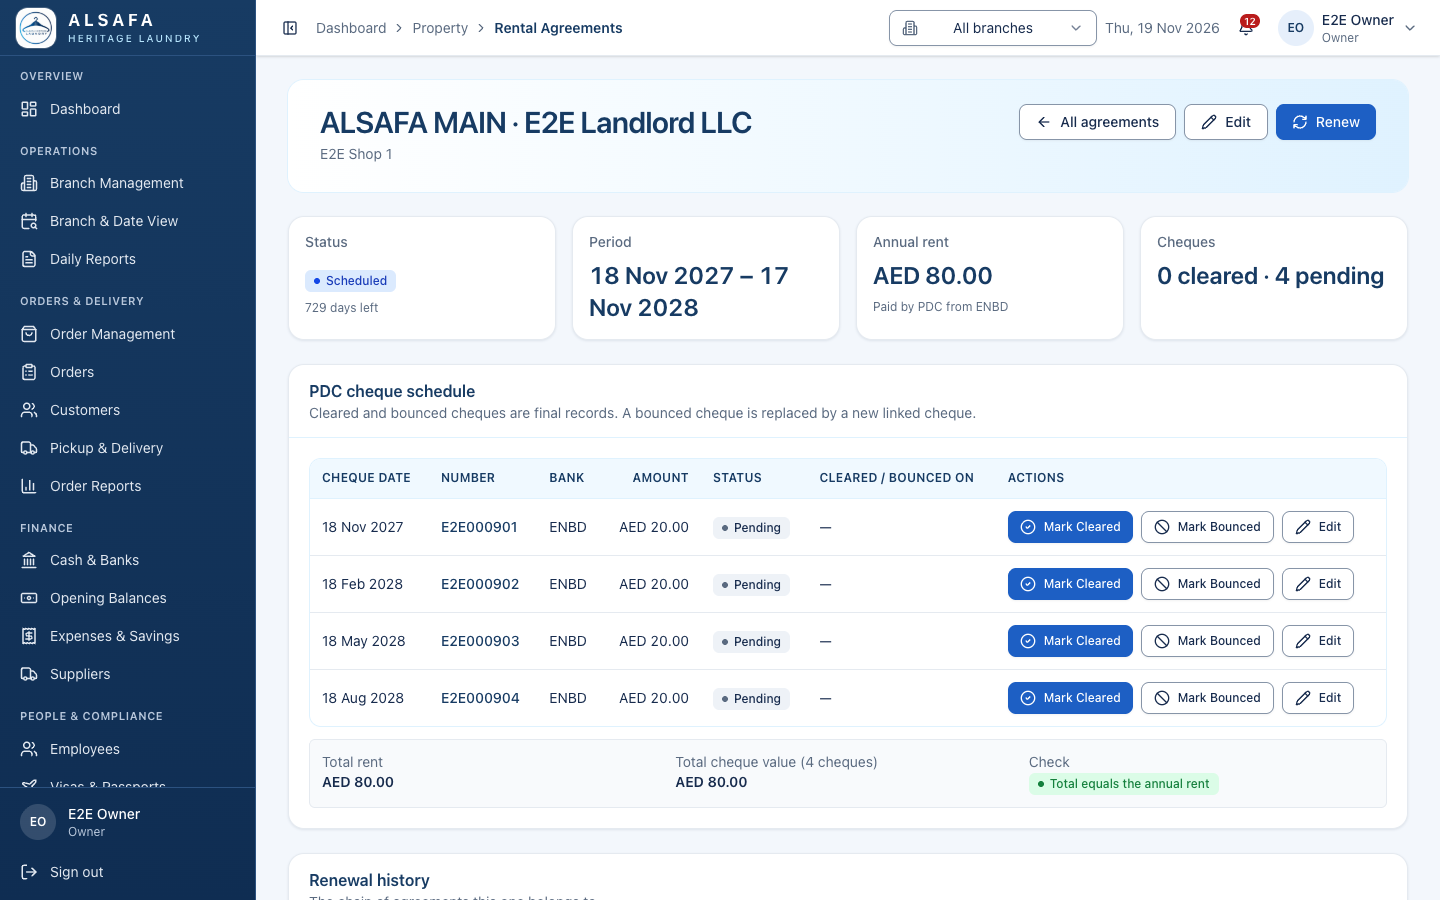 ALSAFA
HERITAGE LAUNDRY
OVERVIEW
Dashboard
OPERATIONS
Branch Management
Branch & Date View
Daily Reports
ORDERS & DELIVERY
Order Management
Orders
Customers
Pickup & Delivery
Order Reports
FINANCE
Cash & Banks
Opening Balances
Expenses & Savings
Suppliers
PEOPLE & COMPLIANCE
Employees
Visas & Passports
EO
E2E Owner
Owner
Sign out
Dashboard > Property > Rental Agreements
All branches
Thu, 19 Nov 2026
12
EO
E2E Owner
Owner
ALSAFA MAIN · E2E Landlord LLC
E2E Shop 1
All agreements
Edit
Renew
Status
Scheduled
729 days left
Period
18 Nov 2027 – 17
Nov 2028
Annual rent
AED 80.00
Paid by PDC from ENBD
Cheques
0 cleared · 4 pending
PDC cheque schedule
Cleared and bounced cheques are final records. A bounced cheque is replaced by a new linked cheque.
CHEQUE DATE NUMBER BANK AMOUNT STATUS CLEARED / BOUNCED ON ACTIONS
18 Nov 2027 E2E000901 ENBD AED 20.00 Pending — Mark Cleared Mark Bounced Edit
18 Feb 2028 E2E000902 ENBD AED 20.00 Pending — Mark Cleared Mark Bounced Edit
18 May 2028 E2E000903 ENBD AED 20.00 Pending — Mark Cleared Mark Bounced Edit
18 Aug 2028 E2E000904 ENBD AED 20.00 Pending — Mark Cleared Mark Bounced Edit
Total rent
AED 80.00
Total cheque value (4 cheques)
AED 80.00
Check
Total equals the annual rent
Renewal history
The chain of agreements this one belongs to